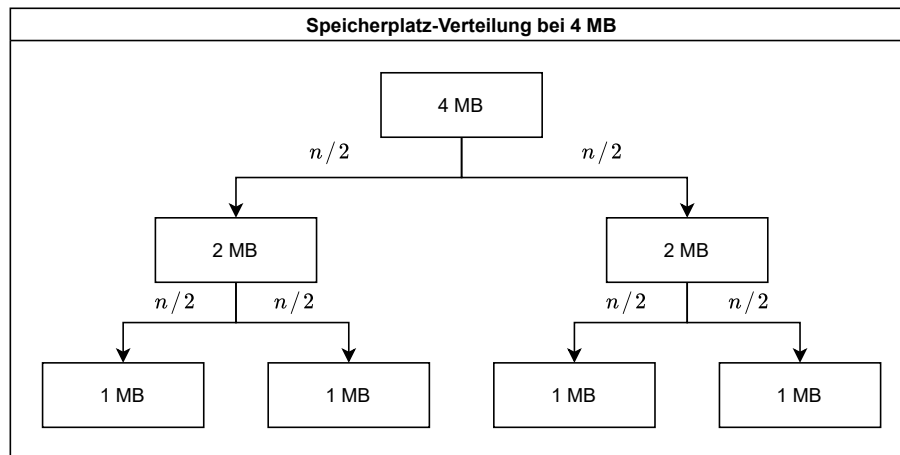 Speicherplatz-Verteilung bei 4 MB
4 MB
n/2 n/2
2 MB 2 MB
n/2 n/2 n/2 n/2
1 MB 1 MB 1 MB 1 MB